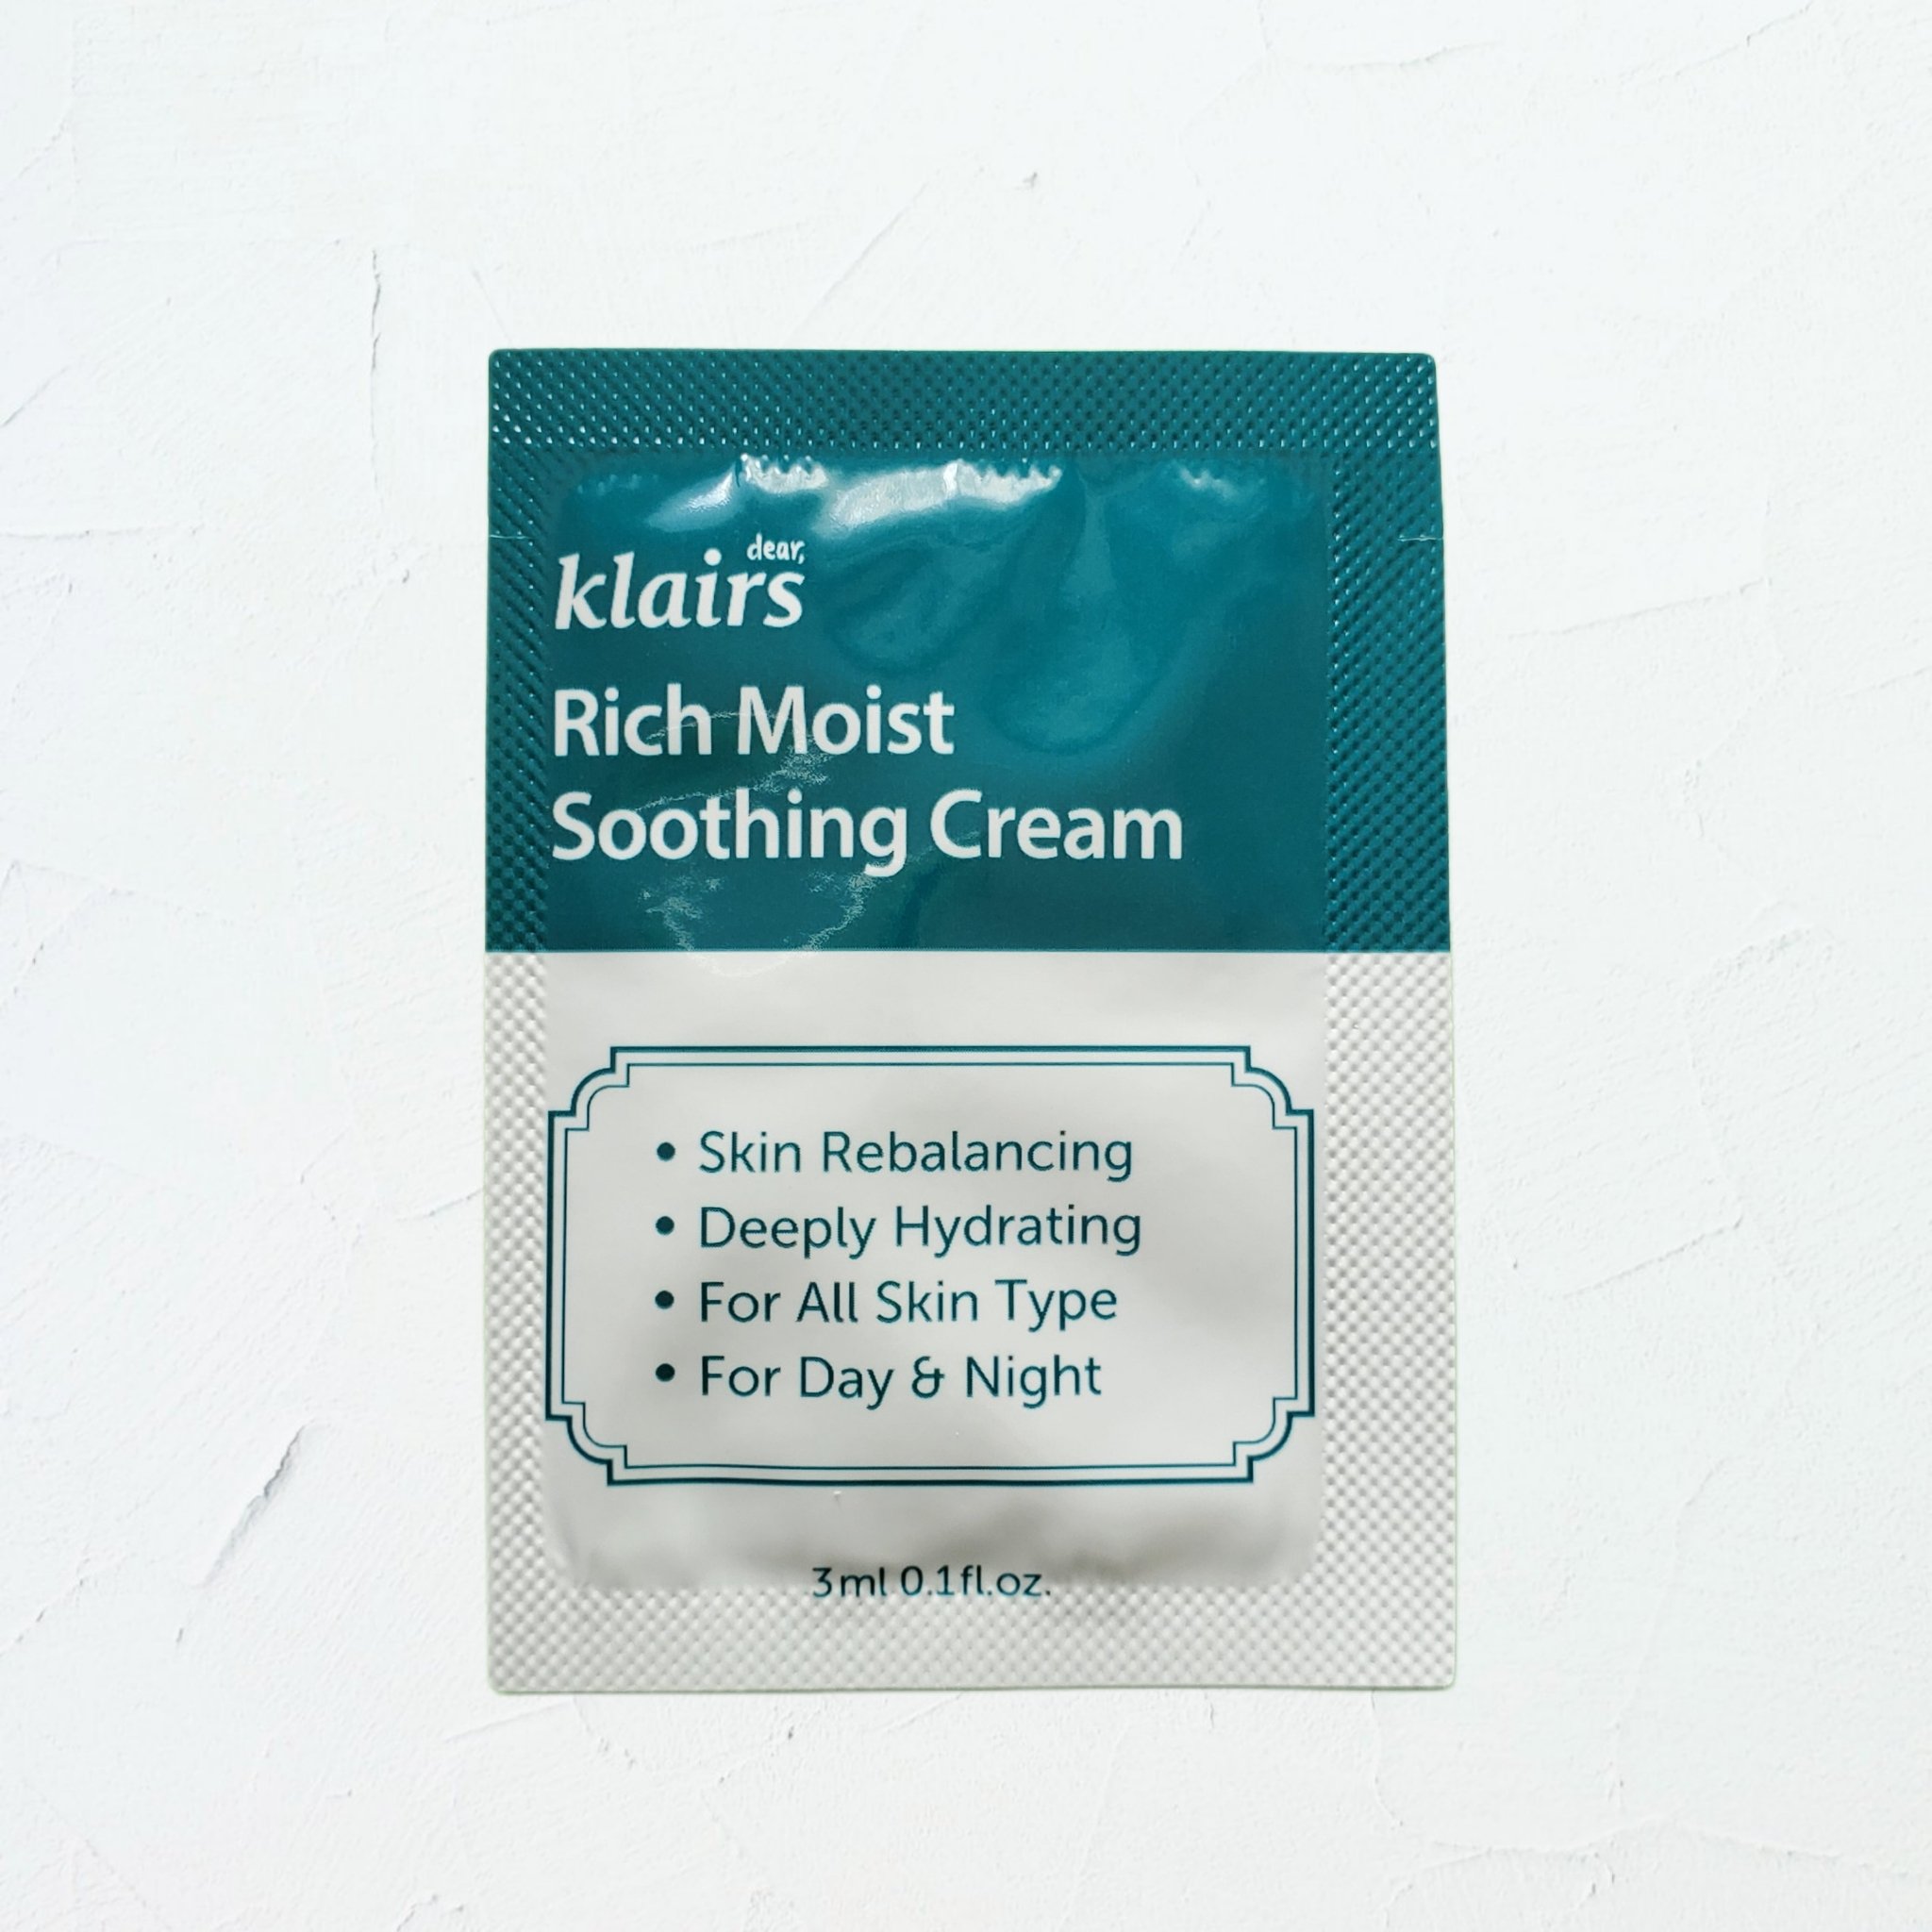 dear,
klairs
Rich Moist
Soothing Cream
• Skin Rebalancing
• Deeply Hydrating
• For All Skin Type
• For Day & Night
3ml 0.1fl.oz.